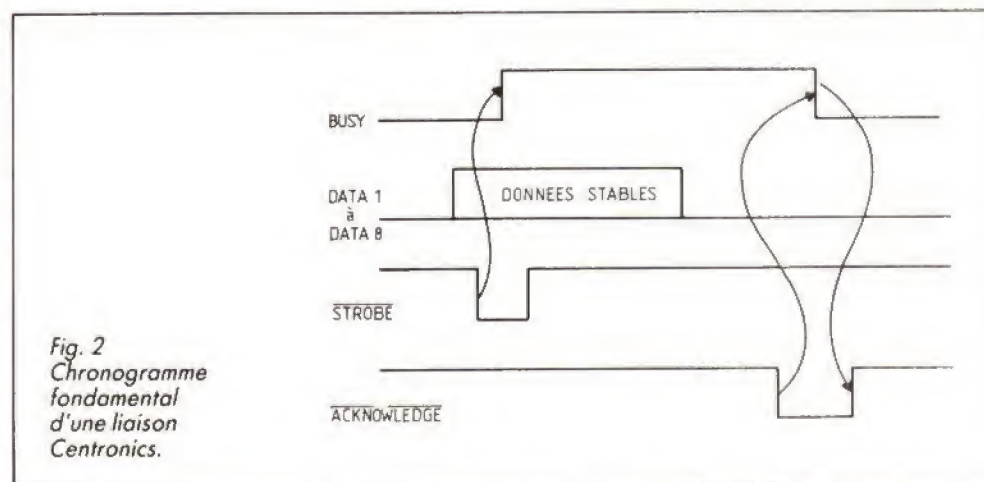 BUSY
DONNEES STABLES
DATA 1
à
DATA 8
STROBE
ACKNOWLEDGE
Fig. 2
Chronogramme
fondamental
d'une liaison
Centronics.